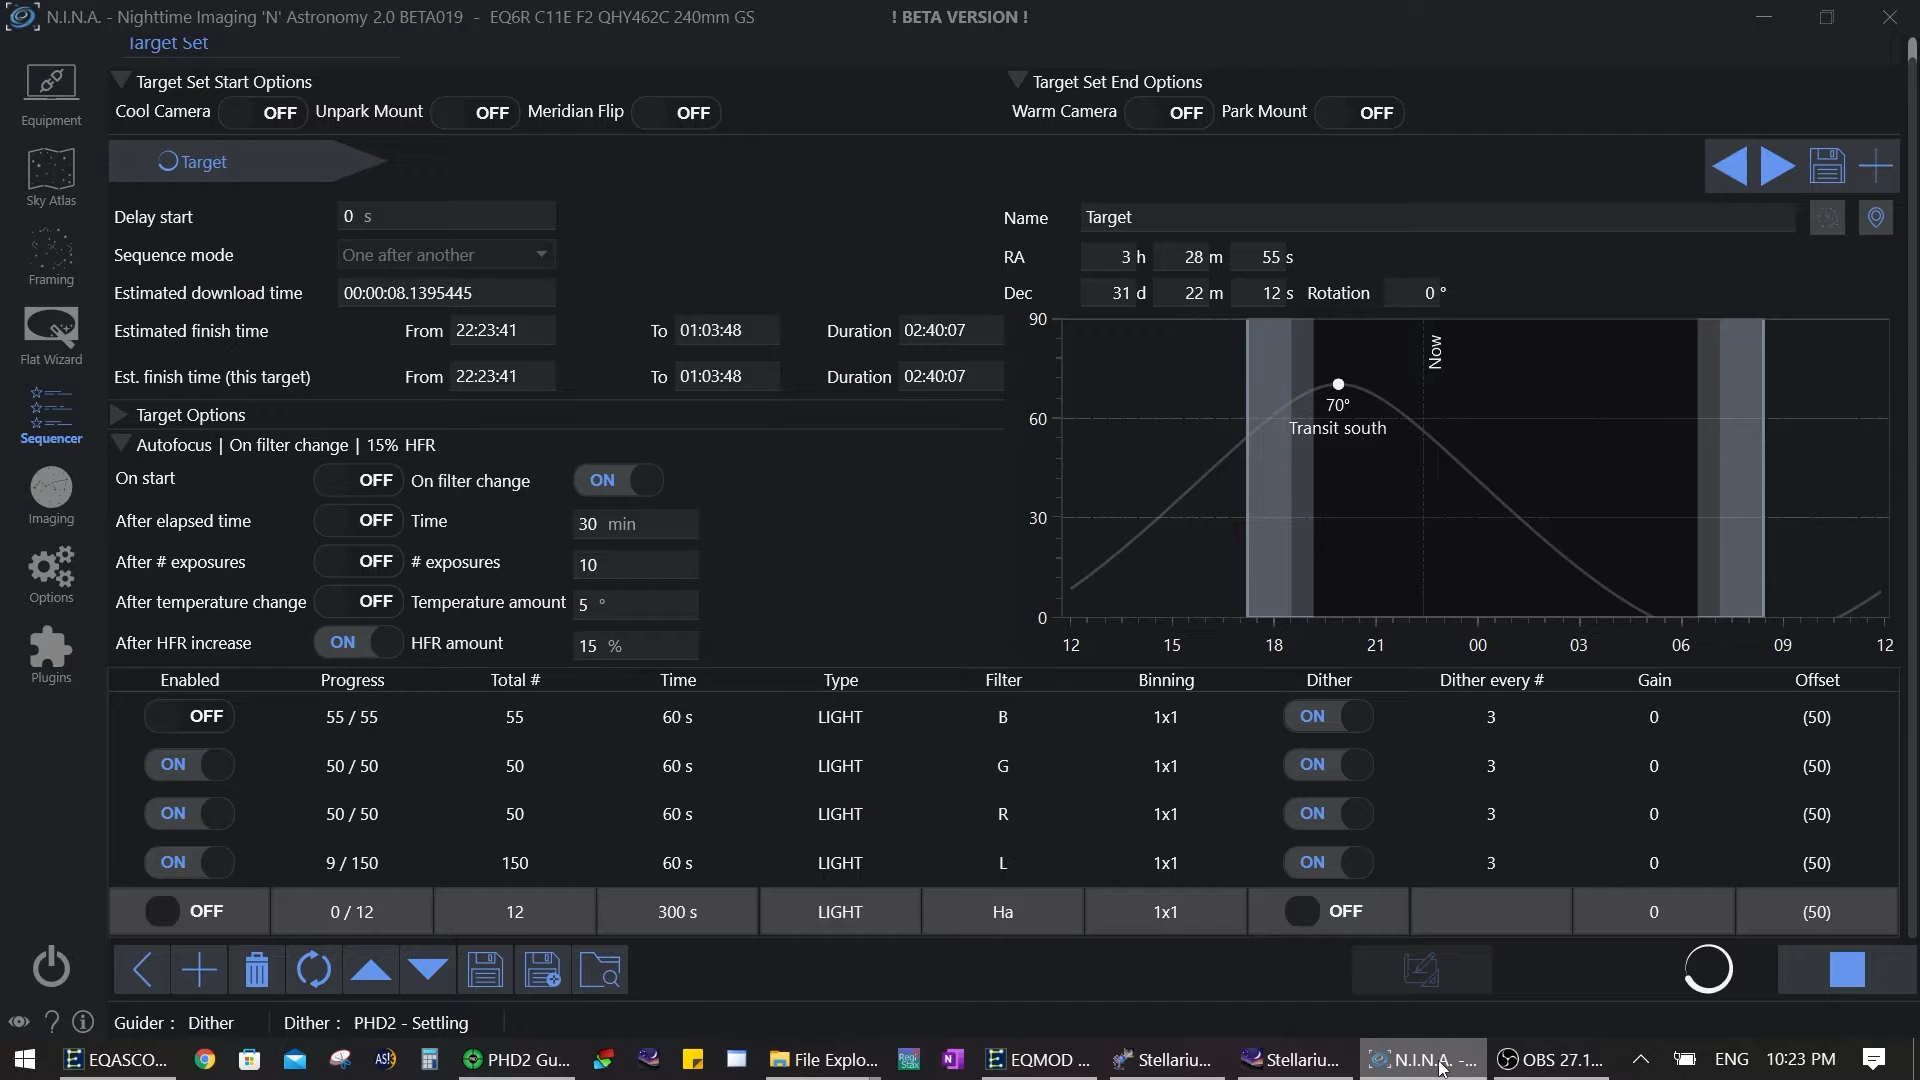 N.I.N.A. - Nighttime Imaging 'N' Astronomy 2.0 BETA019 - EQ6R C11E F2 QHY462C 240mm GS ! BETA VERSION !
Target Set
Target Set Start Options Target Set End Options
Cool Camera OFF Unpark Mount OFF Meridian Flip OFF Warm Camera OFF Park Mount OFF
Equipment
Target
Sky Atlas
Delay start 0 s Name Target
Sequence mode One after another RA 3 h 28 m 55 s
Framing
Estimated download time 00:00:08.1395445 Dec 31 d 22 m 12 s Rotation 0 °
Estimated finish time From 22:23:41 To 01:03:48 Duration 02:40:07
Flat Wizard
Est. finish time (this target) From 22:23:41 To 01:03:48 Duration 02:40:07
90
Now
70°
Transit south
60
30
0
12 15 18 21 00 03 06 09 12
Target Options
Sequencer
Autofocus | On filter change | 15% HFR
On start OFF On filter change ON
Imaging
After elapsed time OFF Time 30 min
After # exposures OFF # exposures 10
Options
After temperature change OFF Temperature amount 5 °
After HFR increase ON HFR amount 15 %
Plugins
Enabled Progress Total # Time Type Filter Binning Dither Dither every # Gain Offset
OFF 55 / 55 55 60 s LIGHT B 1x1 ON 3 0 (50)
ON 50 / 50 50 60 s LIGHT G 1x1 ON 3 0 (50)
ON 50 / 50 50 60 s LIGHT R 1x1 ON 3 0 (50)
ON 9 / 150 150 60 s LIGHT L 1x1 ON 3 0 (50)
OFF 0 / 12 12 300 s LIGHT Ha 1x1 OFF 0 (50)
Guider : Dither Dither : PHD2 - Settling
EQASCO... AS! PHD2 Gu... File Explo... Regi Stax EQMOD ... Stellariu... Stellariu... N.I.N.A. -... OBS 27.1... ENG 10:23 PM